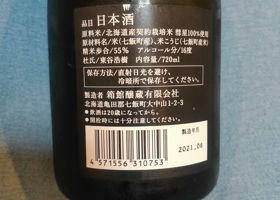 品目 日本酒
原料米/北海道産契約栽培米 彗星100%使用
原材料名/米(七飯町産)、米こうじ(七飯町産米)
精米歩合/55% アルコール分/16度
杜氏/東谷浩樹 内容量/720ml
保存方法/直射日光を避け、
冷暗所で保存してください。
製造者 箱館醸蔵有限会社
北海道亀田郡七飯町大中山1-2-3
●飲酒は20歳になってから。
●開栓時には十分注意してください。
製造年月
2021.06
4571556310753